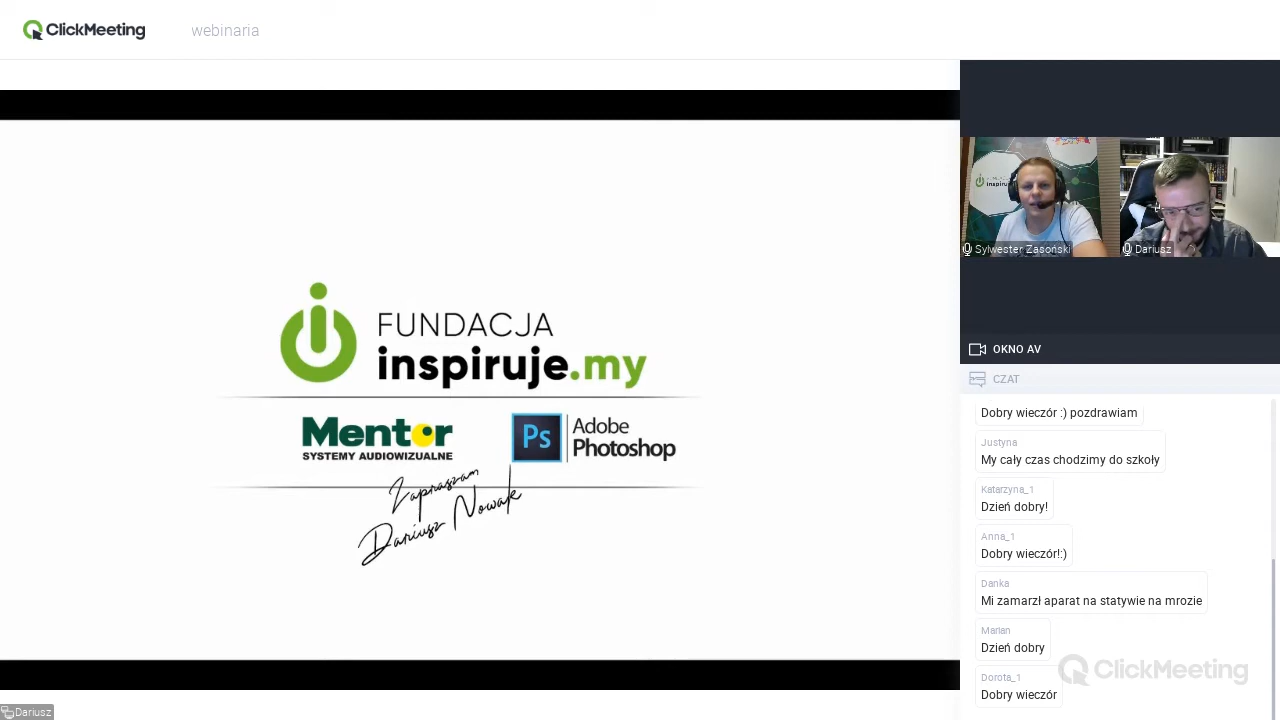 ClickMeeting
webinaria
FUNDACJA
inspiruje.my
Mentor
SYSTEMY AUDIOWIZUALNE
Ps
Adobe
Photoshop
Zapraszam
Dariusz Nowak
Dariusz
inspiruje
Sylwester Zasoński
Dariusz
OKNO AV
CZAT
Dobry wieczór :) pozdrawiam
Justyna
My cały czas chodzimy do szkoły
Katarzyna_1
Dzień dobry!
Anna_1
Dobry wieczór!:)
Danka
Mi zamarzł aparat na statywie na mrozie
Marian
Dzień dobry
Dorota_1
Dobry wieczór
ClickMeeting